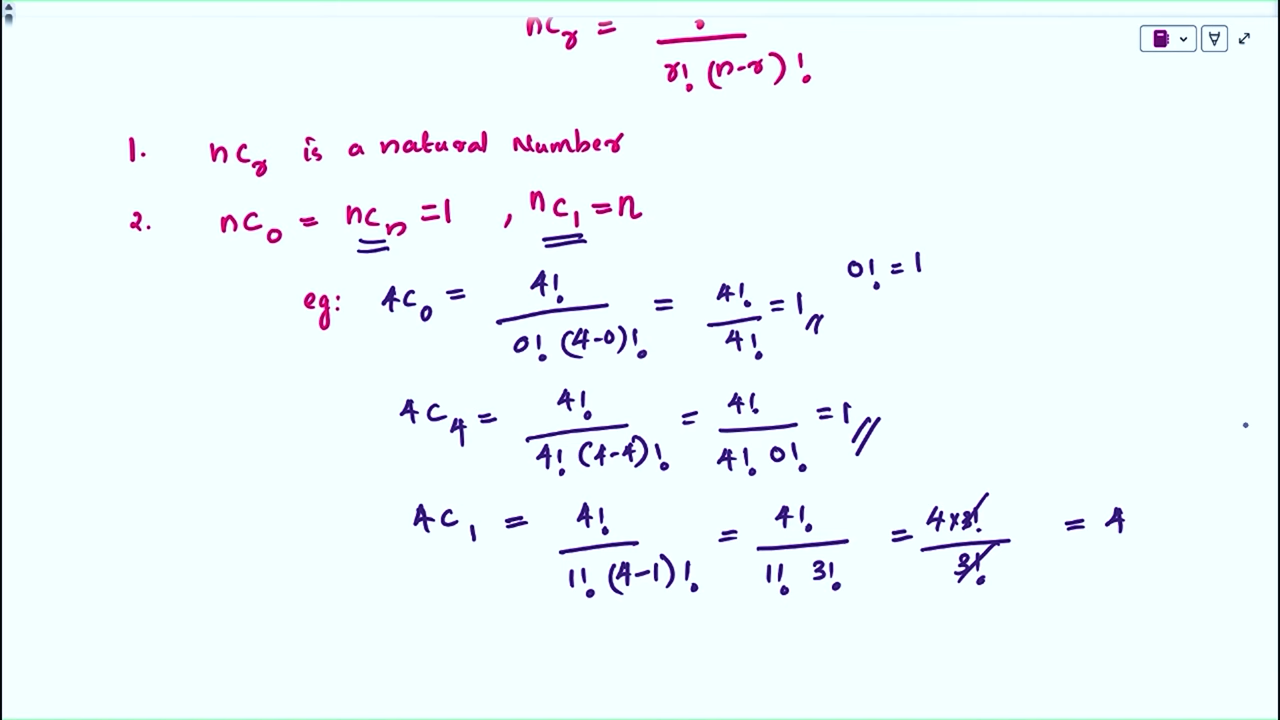 nCr = / r! (n-r)!
1. nCr is a natural Number
2. nC0 = nCn = 1 , nC1 = n
0! = 1
eg: 4C0 = 4! / 0! (4-0)! = 4! / 4! = 1 //
4C4 = 4! / 4! (4-4)! = 4! / 4! 0! = 1 //
4C1 = 4! / 1! (4-1)! = 4! / 1! 3! = 4×3! / 3! = 4